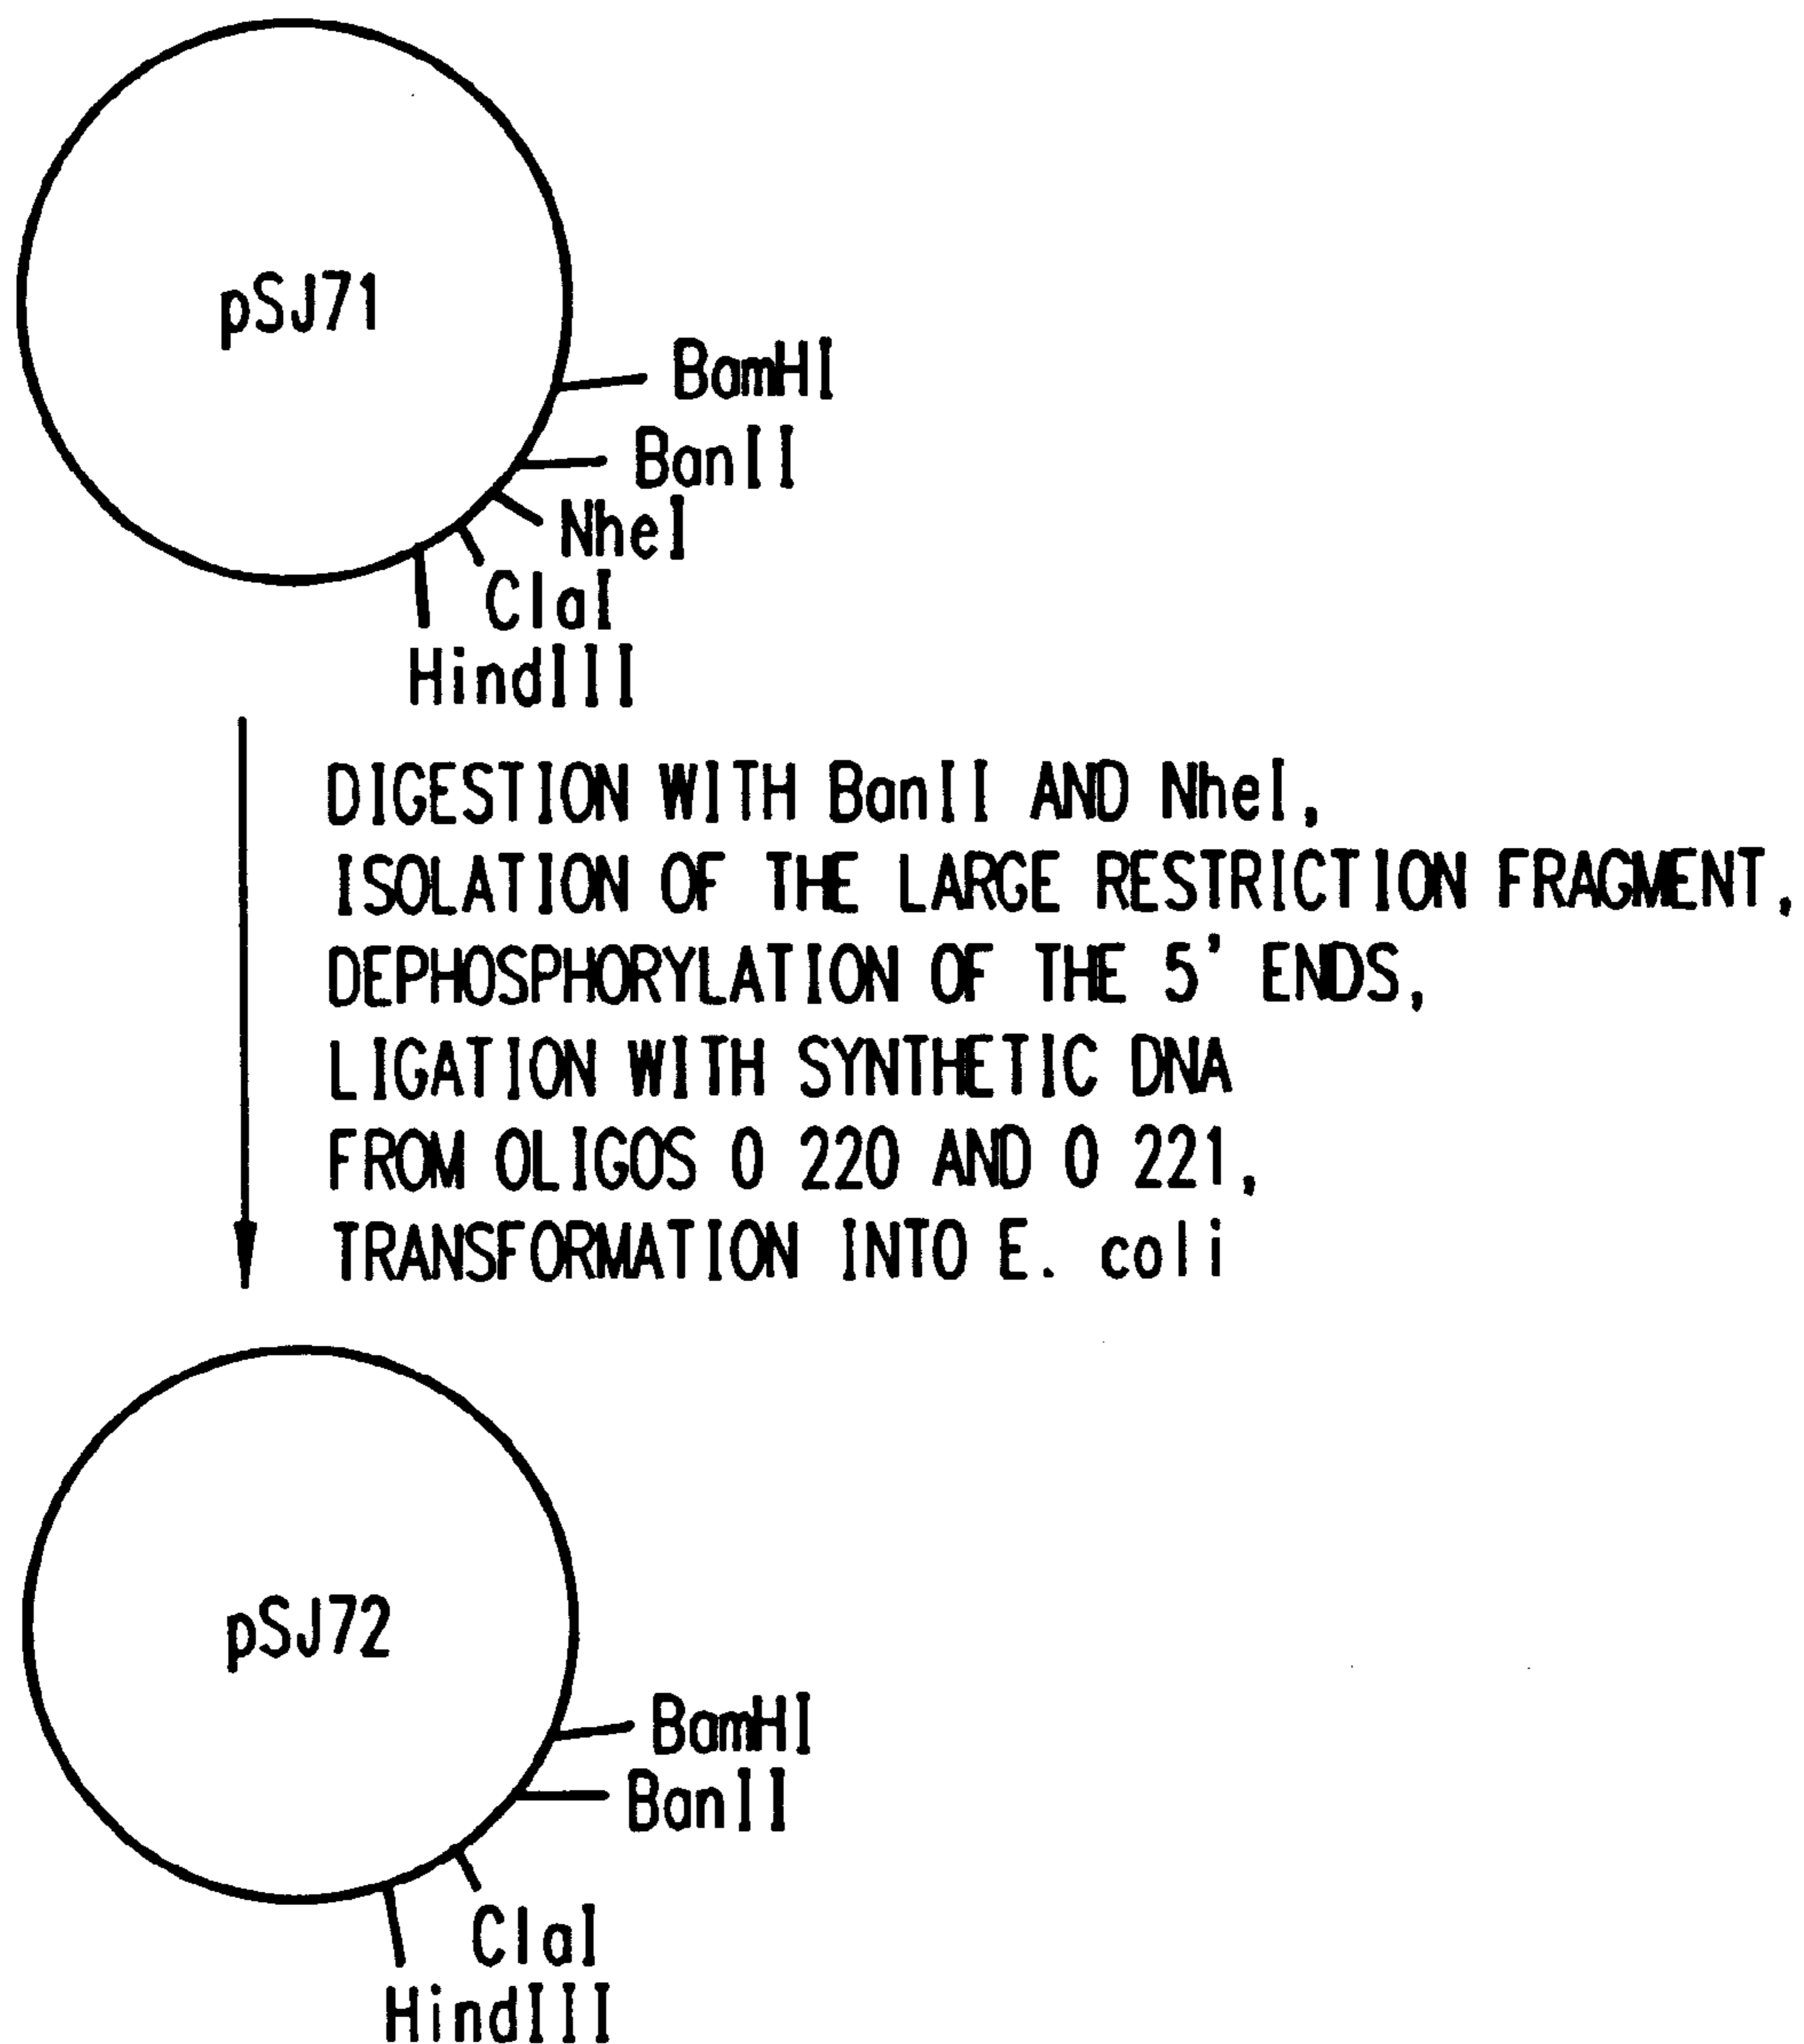 pSJ71
BamHI
BanII
NheI
ClaI
HindIII
DIGESTION WITH BanII AND NheI,
ISOLATION OF THE LARGE RESTRICTION FRAGMENT,
DEPHOSPHORYLATION OF THE 5' ENDS,
LIGATION WITH SYNTHETIC DNA
FROM OLIGOS O 220 AND O 221,
TRANSFORMATION INTO E. coli
pSJ72
BamHI
BanII
ClaI
HindIII